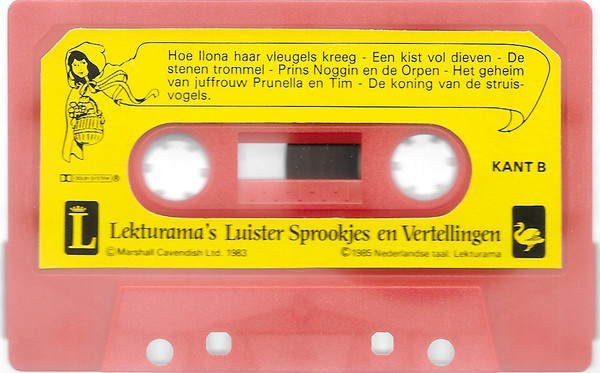 Hoe Ilona haar vleugels kreeg - Een kist vol dieven - De
stenen trommel - Prins Noggin en de Orpen - Het geheim
van juffrouw Prunella en Tim - De koning van de struis-
vogels.
DOLBY SYSTEM ®
KANT B
L
Lekturama's Luister Sprookjes en Vertellingen
©Marshall Cavendish Ltd. 1983
©1985 Nederlandse taal: Lekturama